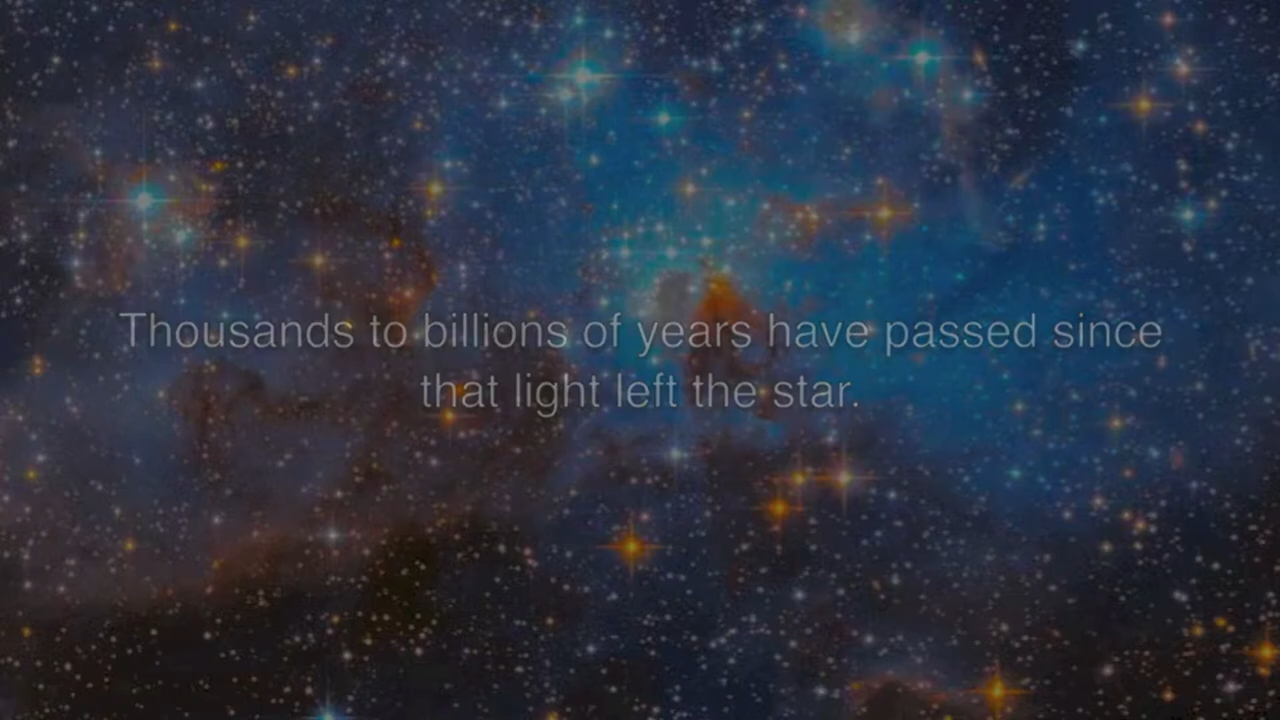 Thousands to billions of years have passed since
that light left the star.